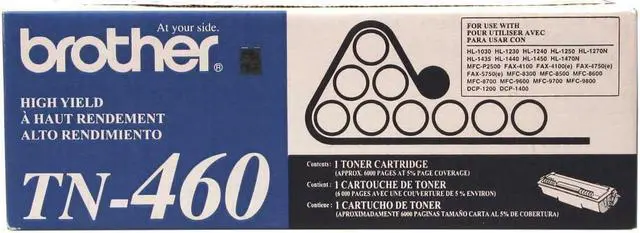 At your side.
brother®
HIGH YIELD
À HAUT RENDEMENT
ALTO RENDIMIENTO
TN-460
FOR USE WITH
POUR UTILISER AVEC
PARA USAR CON
HL-1030 HL-1230 HL-1240 HL-1250 HL-1270N
HL-1435 HL-1440 HL-1450 HL-1470N
MFC-P2500 FAX-4100 FAX-4100(e) FAX-4750(e)
FAX-5750(e) MFC-8300 MFC-8500 MFC-8600
MFC-8700 MFC-9600 MFC-9700 MFC-9800
DCP-1200 DCP-1400
Contents: 1 TONER CARTRIDGE
(APPROX. 6000 PAGES AT 5% PAGE COVERAGE)
Contient: 1 CARTOUCHE DE TONER
(6 000 PAGES AVEC UNE COUVERTURE DE 5 % ENVIRON)
Contiene: 1 CARTUCHO DE TONER
(APROXIMADAMENTE 6000 PAGINAS TAMAÑO CARTA AL 5% DE COBERTURA)